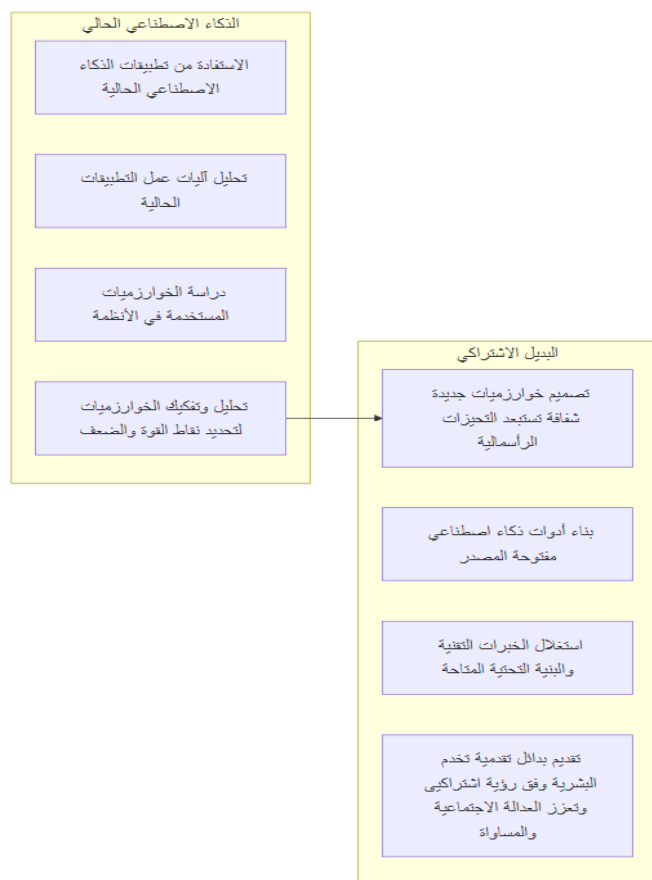 الذكاء الاصطناعي الحالي
الاستفادة من تطبيقات الذكاء
الاصطناعي الحالية
تحليل آليات عمل التطبيقات
الحالية
دراسة الخوارزميات
المستخدمة في الأنظمة
تحليل وتفكيك الخوارزميات
لتحديد نقاط القوة والضعف
البديل الاشتراكي
تصميم خوارزميات جديدة
شفافة تستبعد التحيزات
الرأسمالية
بناء أدوات ذكاء اصطناعي
مفتوحة المصدر
استغلال الخبرات التقنية
والبنية التحتية المتاحة
تقديم بدائل تقدمية تخدم
البشرية وفق رؤية اشتراكيى
وتعزز العدالة الاجتماعية
والمساواة